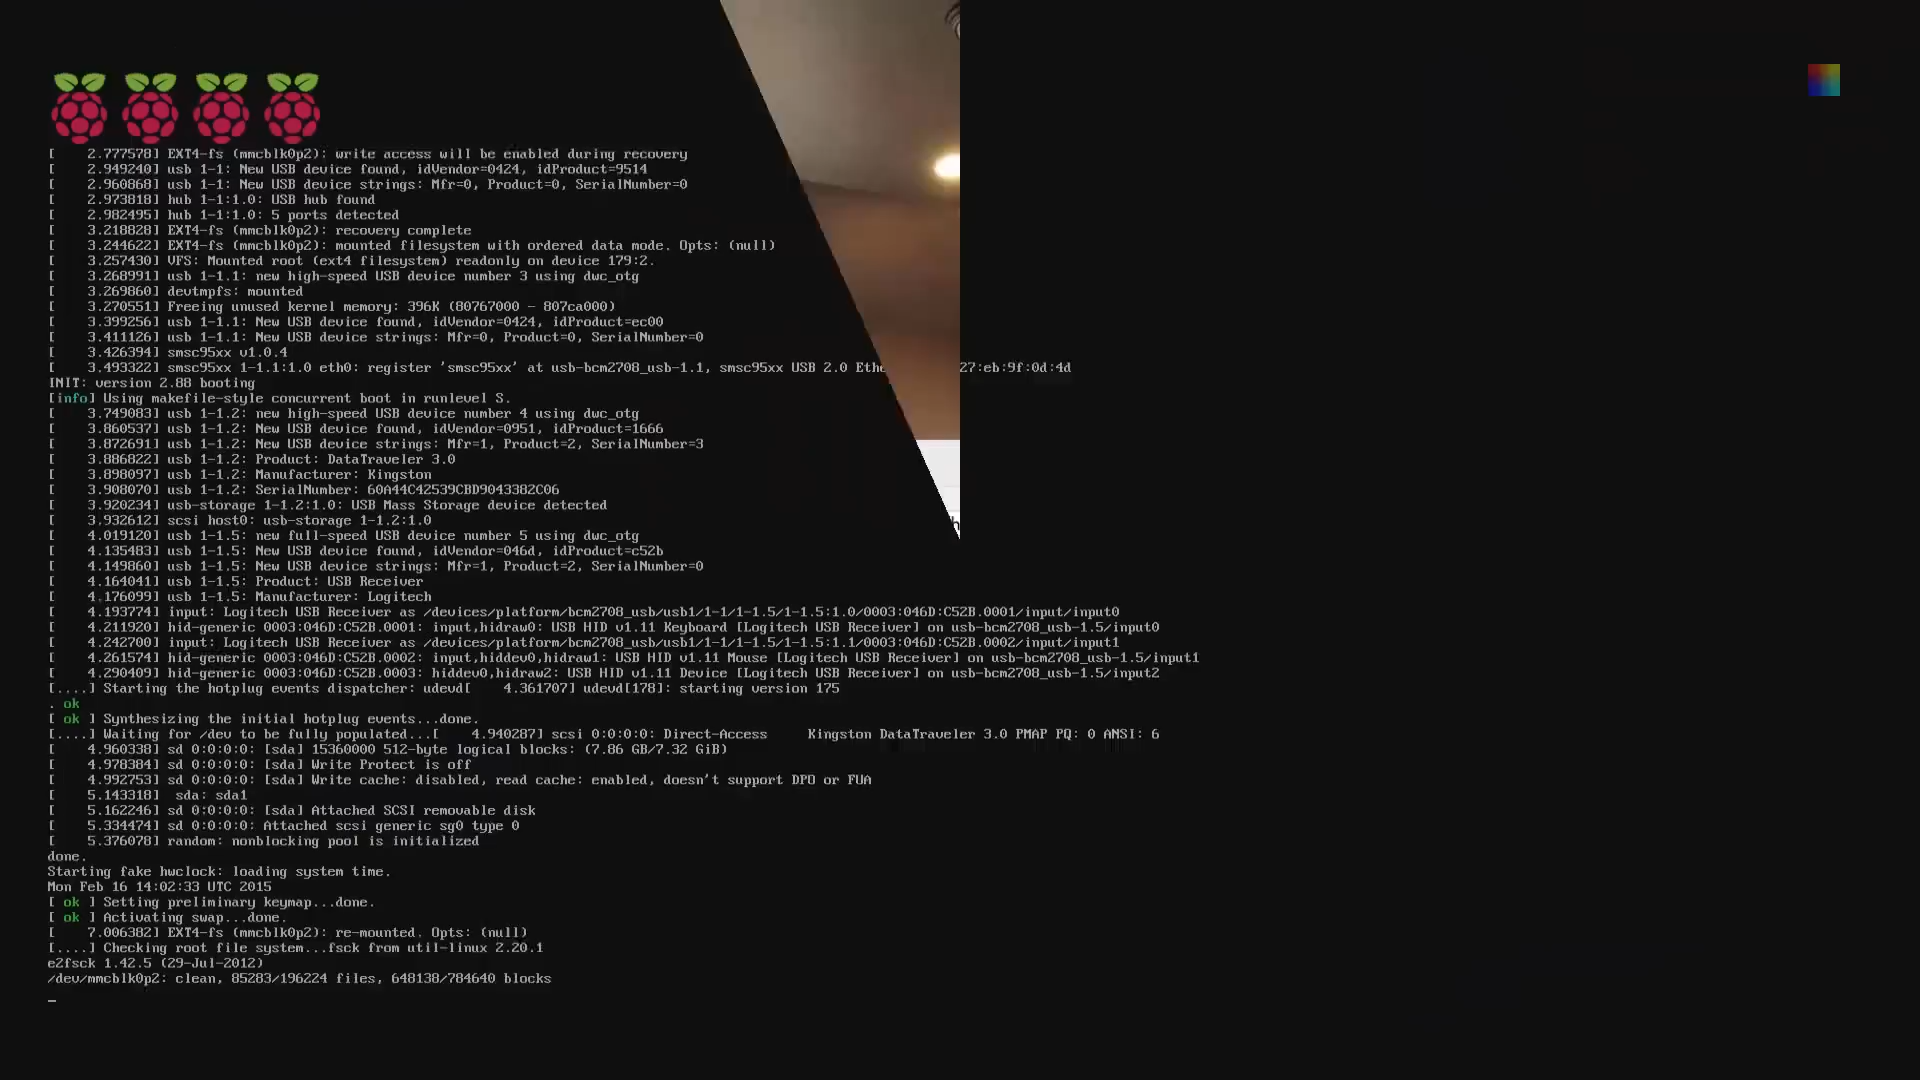 [    2.777578] EXT4-fs (mmcblk0p2): write access will be enabled during recovery
[    2.949240] usb 1-1: New USB device found, idVendor=0424, idProduct=9514
[    2.960868] usb 1-1: New USB device strings: Mfr=0, Product=0, SerialNumber=0
[    2.973818] hub 1-1:1.0: USB hub found
[    2.982495] hub 1-1:1.0: 5 ports detected
[    3.218828] EXT4-fs (mmcblk0p2): recovery complete
[    3.244622] EXT4-fs (mmcblk0p2): mounted filesystem with ordered data mode. Opts: (null)
[    3.257430] VFS: Mounted root (ext4 filesystem) readonly on device 179:2.
[    3.268991] usb 1-1.1: new high-speed USB device number 3 using dwc_otg
[    3.269860] devtmpfs: mounted
[    3.270551] Freeing unused kernel memory: 396K (80767000 - 807ca000)
[    3.399256] usb 1-1.1: New USB device found, idVendor=0424, idProduct=ec00
[    3.411126] usb 1-1.1: New USB device strings: Mfr=0, Product=0, SerialNumber=0
[    3.426394] smsc95xx v1.0.4
[    3.493322] smsc95xx 1-1.1:1.0 eth0: register 'smsc95xx' at usb-bcm2708_usb-1.1, smsc95xx USB 2.0 Ethe 27:eb:9f:0d:4d
INIT: version 2.88 booting
[info] Using makefile-style concurrent boot in runlevel S.
[    3.749083] usb 1-1.2: new high-speed USB device number 4 using dwc_otg
[    3.860537] usb 1-1.2: New USB device found, idVendor=0951, idProduct=1666
[    3.872691] usb 1-1.2: New USB device strings: Mfr=1, Product=2, SerialNumber=3
[    3.886822] usb 1-1.2: Product: DataTraveler 3.0
[    3.898097] usb 1-1.2: Manufacturer: Kingston
[    3.908070] usb 1-1.2: SerialNumber: 60A44C42539CBD9043382C06
[    3.920234] usb-storage 1-1.2:1.0: USB Mass Storage device detected
[    3.932612] scsi host0: usb-storage 1-1.2:1.0
[    4.019120] usb 1-1.5: new full-speed USB device number 5 using dwc_otg
[    4.135483] usb 1-1.5: New USB device found, idVendor=046d, idProduct=c52b
[    4.149860] usb 1-1.5: New USB device strings: Mfr=1, Product=2, SerialNumber=0
[    4.164041] usb 1-1.5: Product: USB Receiver
[    4.176099] usb 1-1.5: Manufacturer: Logitech
[    4.193774] input: Logitech USB Receiver as /devices/platform/bcm2708_usb/usb1/1-1/1-1.5/1-1.5:1.0/0003:046D:C52B.0001/input/input0
[    4.211920] hid-generic 0003:046D:C52B.0001: input,hidraw0: USB HID v1.11 Keyboard [Logitech USB Receiver] on usb-bcm2708_usb-1.5/input0
[    4.242700] input: Logitech USB Receiver as /devices/platform/bcm2708_usb/usb1/1-1/1-1.5/1-1.5:1.1/0003:046D:C52B.0002/input/input1
[    4.261574] hid-generic 0003:046D:C52B.0002: input,hiddev0,hidraw1: USB HID v1.11 Mouse [Logitech USB Receiver] on usb-bcm2708_usb-1.5/input1
[    4.290409] hid-generic 0003:046D:C52B.0003: hiddev0,hidraw2: USB HID v1.11 Device [Logitech USB Receiver] on usb-bcm2708_usb-1.5/input2
[....] Starting the hotplug events dispatcher: udevd[    4.361707] udevd[178]: starting version 175
. ok
[ ok ] Synthesizing the initial hotplug events...done.
[....] Waiting for /dev to be fully populated...[    4.940287] scsi 0:0:0:0: Direct-Access     Kingston DataTraveler 3.0 PMAP PQ: 0 ANSI: 6
[    4.960338] sd 0:0:0:0: [sda] 15360000 512-byte logical blocks: (7.86 GB/7.32 GiB)
[    4.978384] sd 0:0:0:0: [sda] Write Protect is off
[    4.992753] sd 0:0:0:0: [sda] Write cache: disabled, read cache: enabled, doesn't support DPO or FUA
[    5.143318]  sda: sda1
[    5.162246] sd 0:0:0:0: [sda] Attached SCSI removable disk
[    5.334474] sd 0:0:0:0: Attached scsi generic sg0 type 0
[    5.376078] random: nonblocking pool is initialized
done.
Starting fake hwclock: loading system time.
Mon Feb 16 14:02:33 UTC 2015
[ ok ] Setting preliminary keymap...done.
[ ok ] Activating swap...done.
[    7.006382] EXT4-fs (mmcblk0p2): re-mounted. Opts: (null)
[....] Checking root file system...fsck from util-linux 2.20.1
e2fsck 1.42.5 (29-Jul-2012)
/dev/mmcblk0p2: clean, 85283/196224 files, 648138/784640 blocks
_